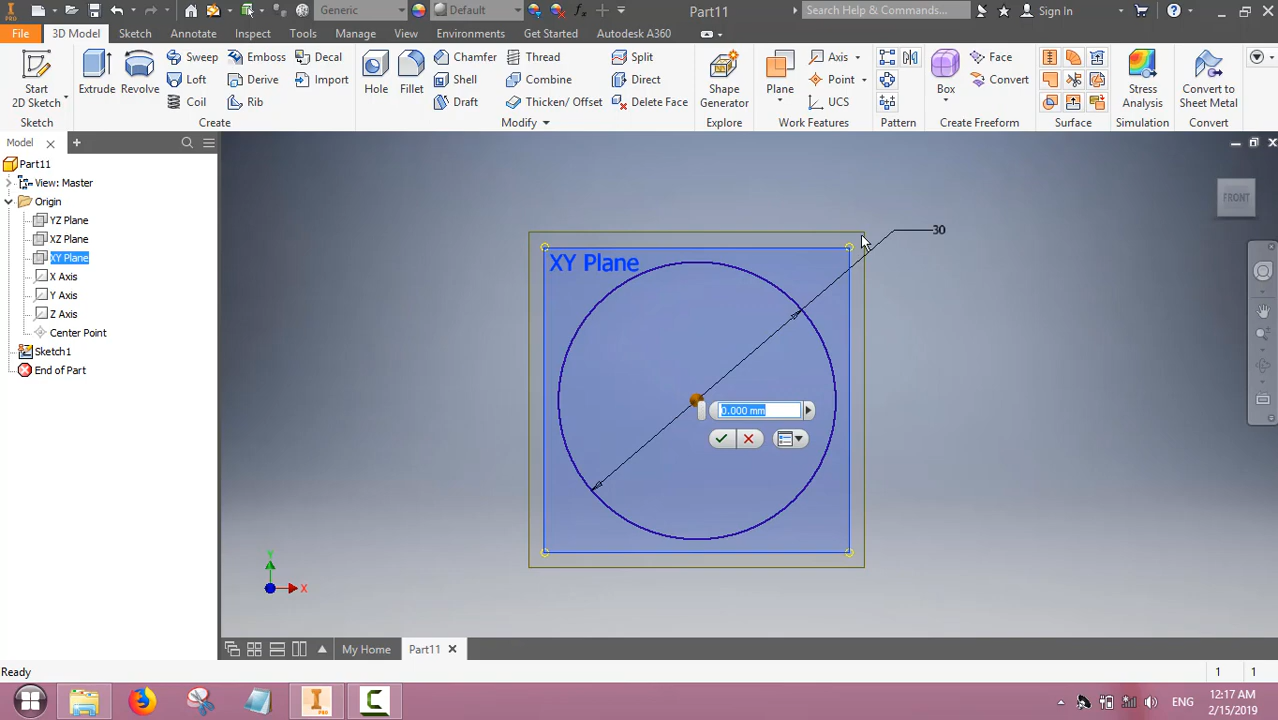 PRO
Generic
Default
Part11
Search Help & Commands...
Sign In
File
3D Model
Sketch
Annotate
Inspect
Tools
Manage
View
Environments
Get Started
Autodesk A360
Start
2D Sketch
Extrude
Revolve
Sweep
Emboss
Decal
Loft
Derive
Import
Coil
Rib
Hole
Fillet
Chamfer
Thread
Split
Shell
Combine
Direct
Draft
Thicken/ Offset
Delete Face
Shape
Generator
Plane
Axis
Point
UCS
Box
Face
Convert
Stress
Analysis
Convert to
Sheet Metal
Sketch
Create
Modify
Explore
Work Features
Pattern
Create Freeform
Surface
Simulation
Convert
Model
Part11
View: Master
Origin
YZ Plane
XZ Plane
XY Plane
X Axis
Y Axis
Z Axis
Center Point
Sketch1
End of Part
FRONT
30
XY Plane
0.000 mm
Y
X
My Home
Part11
Ready
1
1
PRO
ENG
12:17 AM
2/15/2019